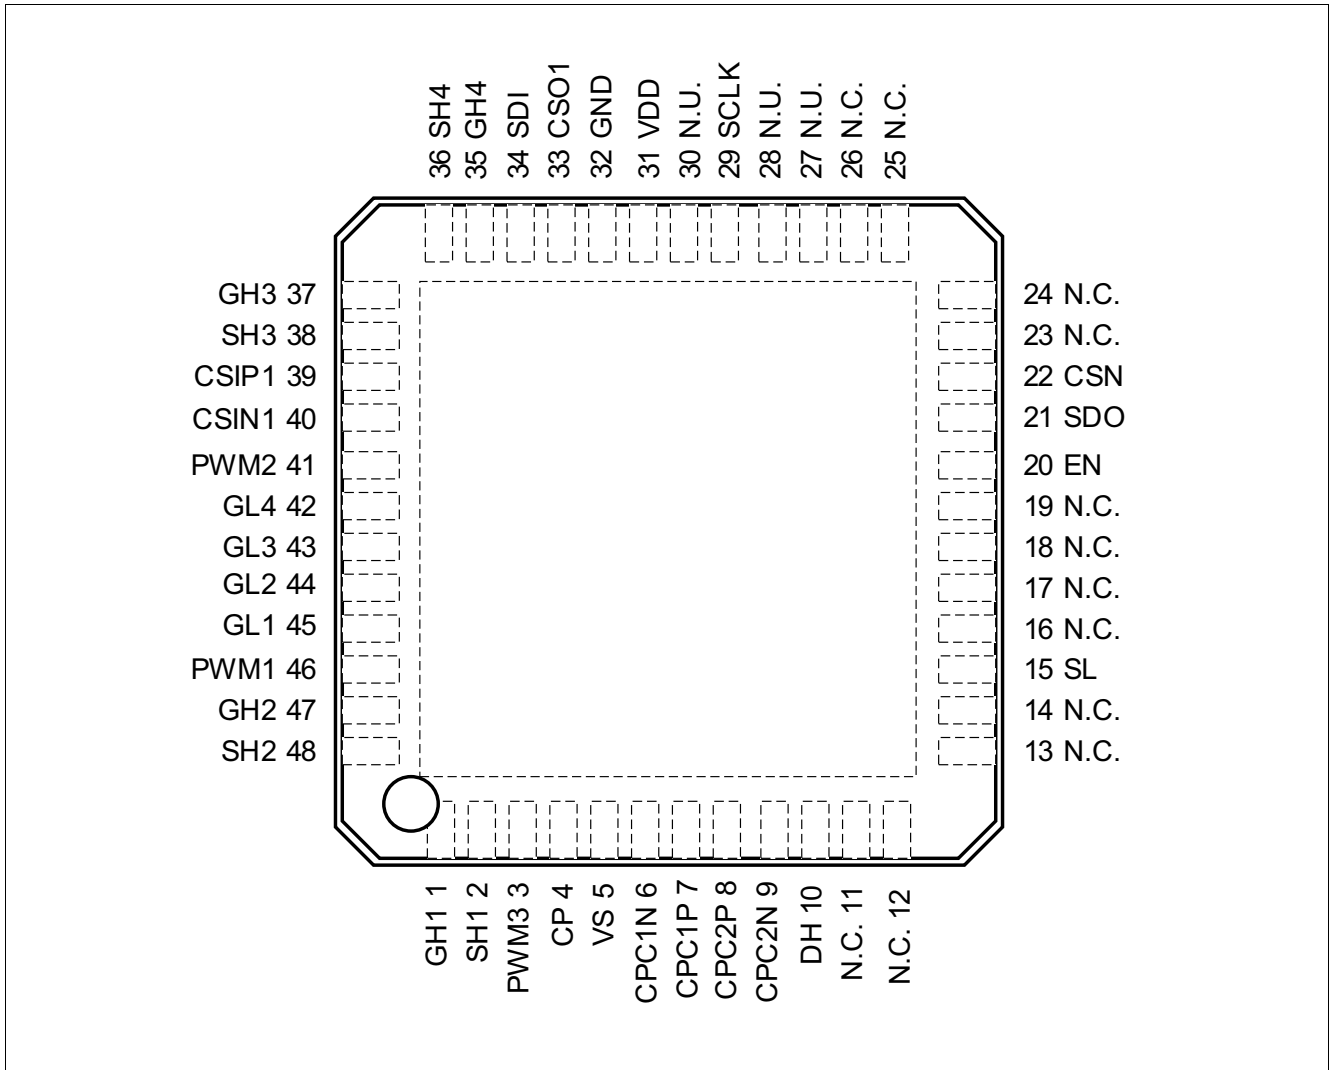 36 SH4
35 GH4
34 SDI
33 CSO1
32 GND
31 VDD
30 N.U.
29 SCLK
28 N.U.
27 N.U.
26 N.C.
25 N.C.
GH3 37
SH3 38
CSIP1 39
CSIN1 40
PWM2 41
GL4 42
GL3 43
GL2 44
GL1 45
PWM1 46
GH2 47
SH2 48
24 N.C.
23 N.C.
22 CSN
21 SDO
20 EN
19 N.C.
18 N.C.
17 N.C.
16 N.C.
15 SL
14 N.C.
13 N.C.
GH1 1
SH1 2
PWM3 3
CP 4
VS 5
CPC1N 6
CPC1P 7
CPC2P 8
CPC2N 9
DH 10
N.C. 11
N.C. 12